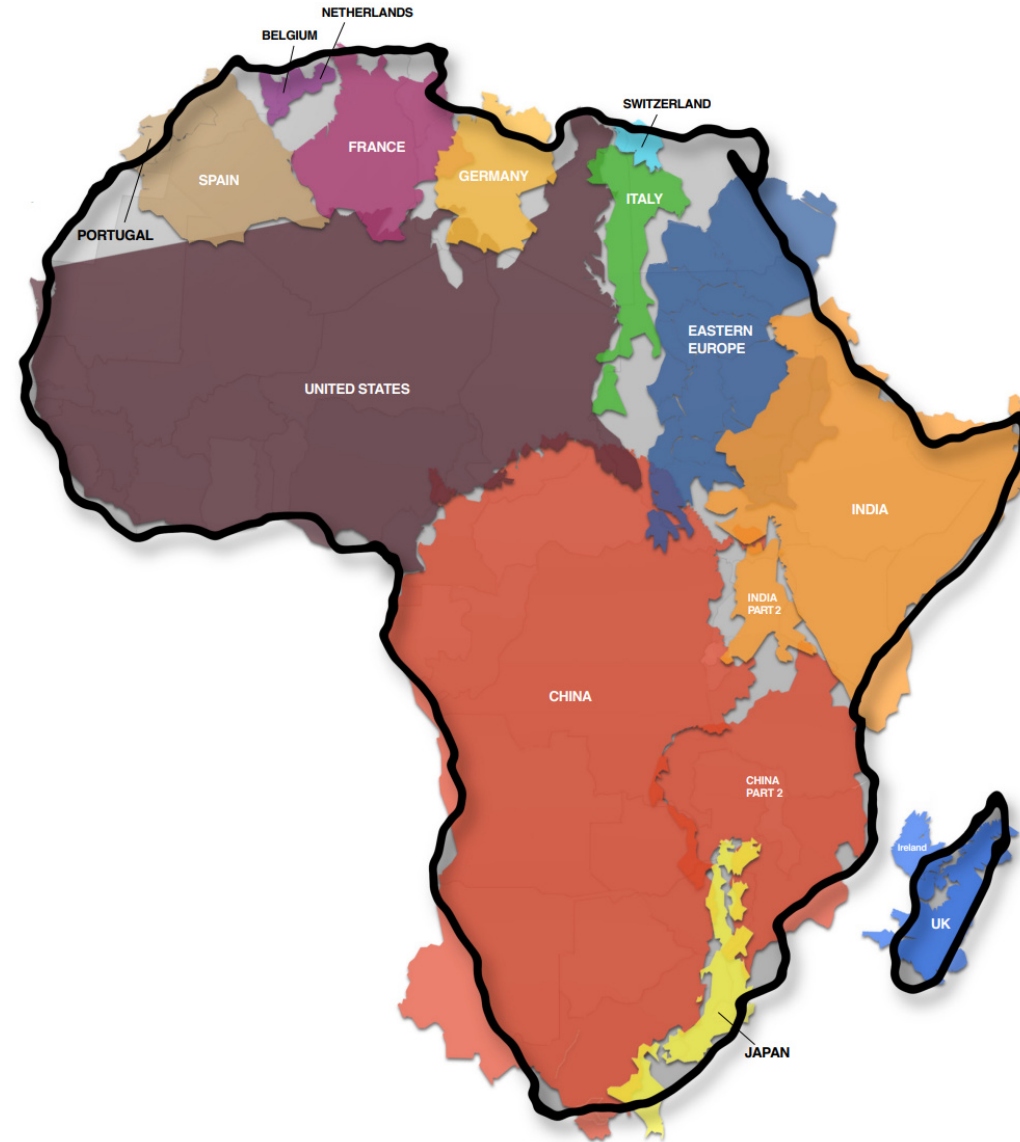 NETHERLANDS
BELGIUM
SWITZERLAND
FRANCE
GERMANY
SPAIN
ITALY
PORTUGAL
EASTERN
EUROPE
UNITED STATES
INDIA
INDIA
PART 2
CHINA
CHINA
PART 2
Ireland
UK
JAPAN